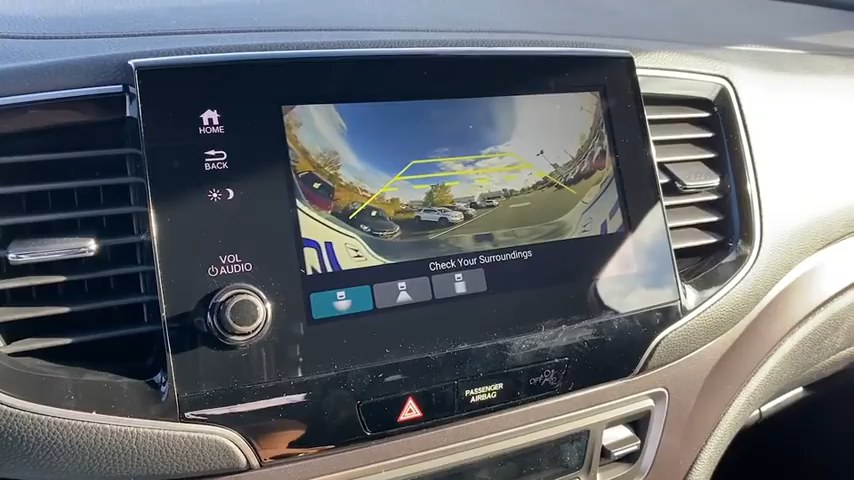 HOME
BACK
VOL
AUDIO
Check Your Surroundings
PASSENGER
AIRBAG
OFF